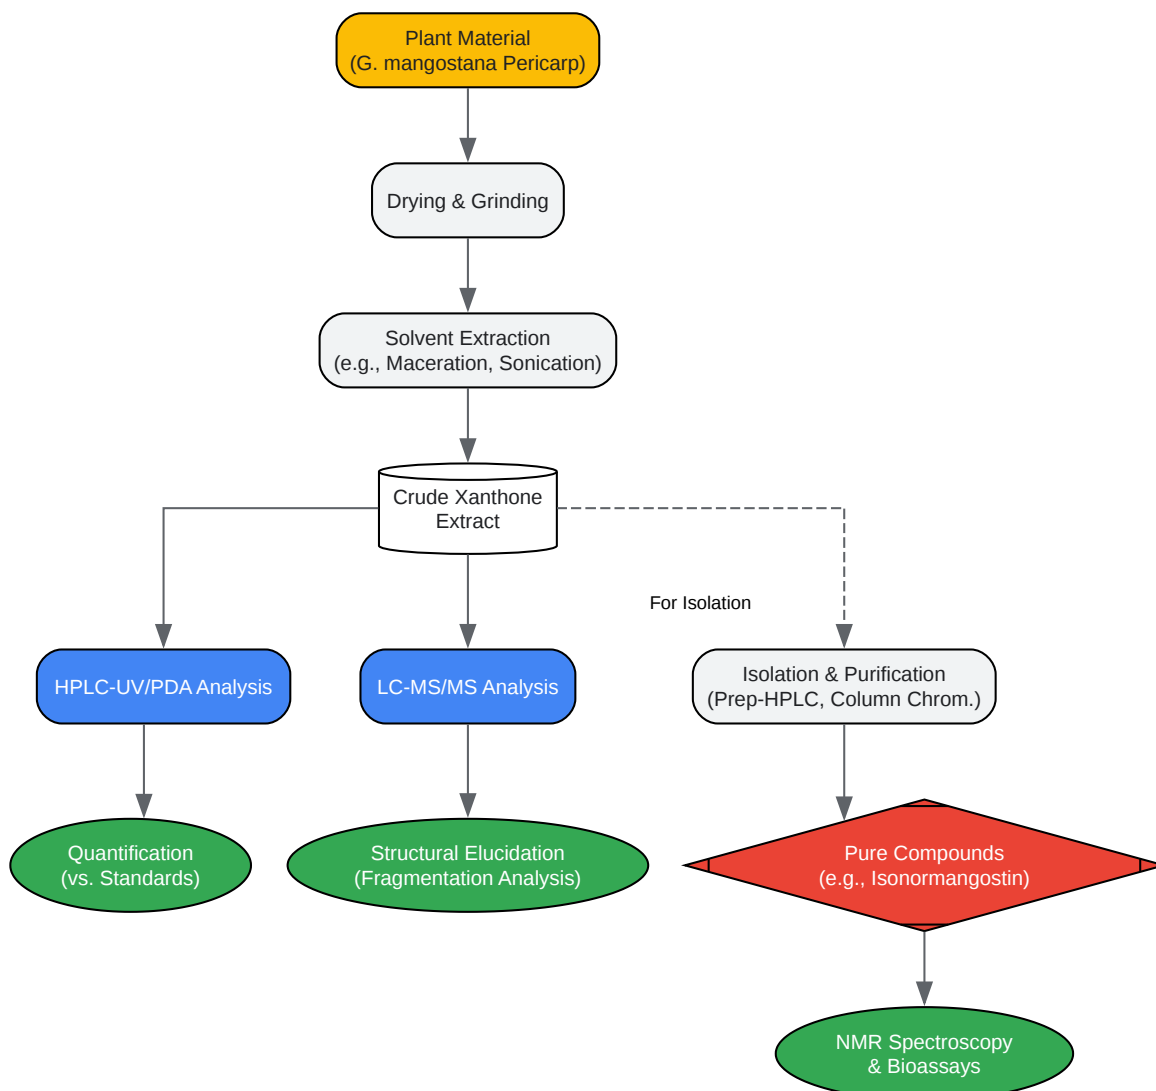 Plant Material
(G. mangostana Pericarp)
Drying & Grinding
Solvent Extraction
(e.g., Maceration, Sonication)
Crude Xanthone
Extract
For Isolation
HPLC-UV/PDA Analysis
LC-MS/MS Analysis
Isolation & Purification
(Prep-HPLC, Column Chrom.)
Quantification
(vs. Standards)
Structural Elucidation
(Fragmentation Analysis)
Pure Compounds
(e.g., Isonormangostin)
NMR Spectroscopy
& Bioassays